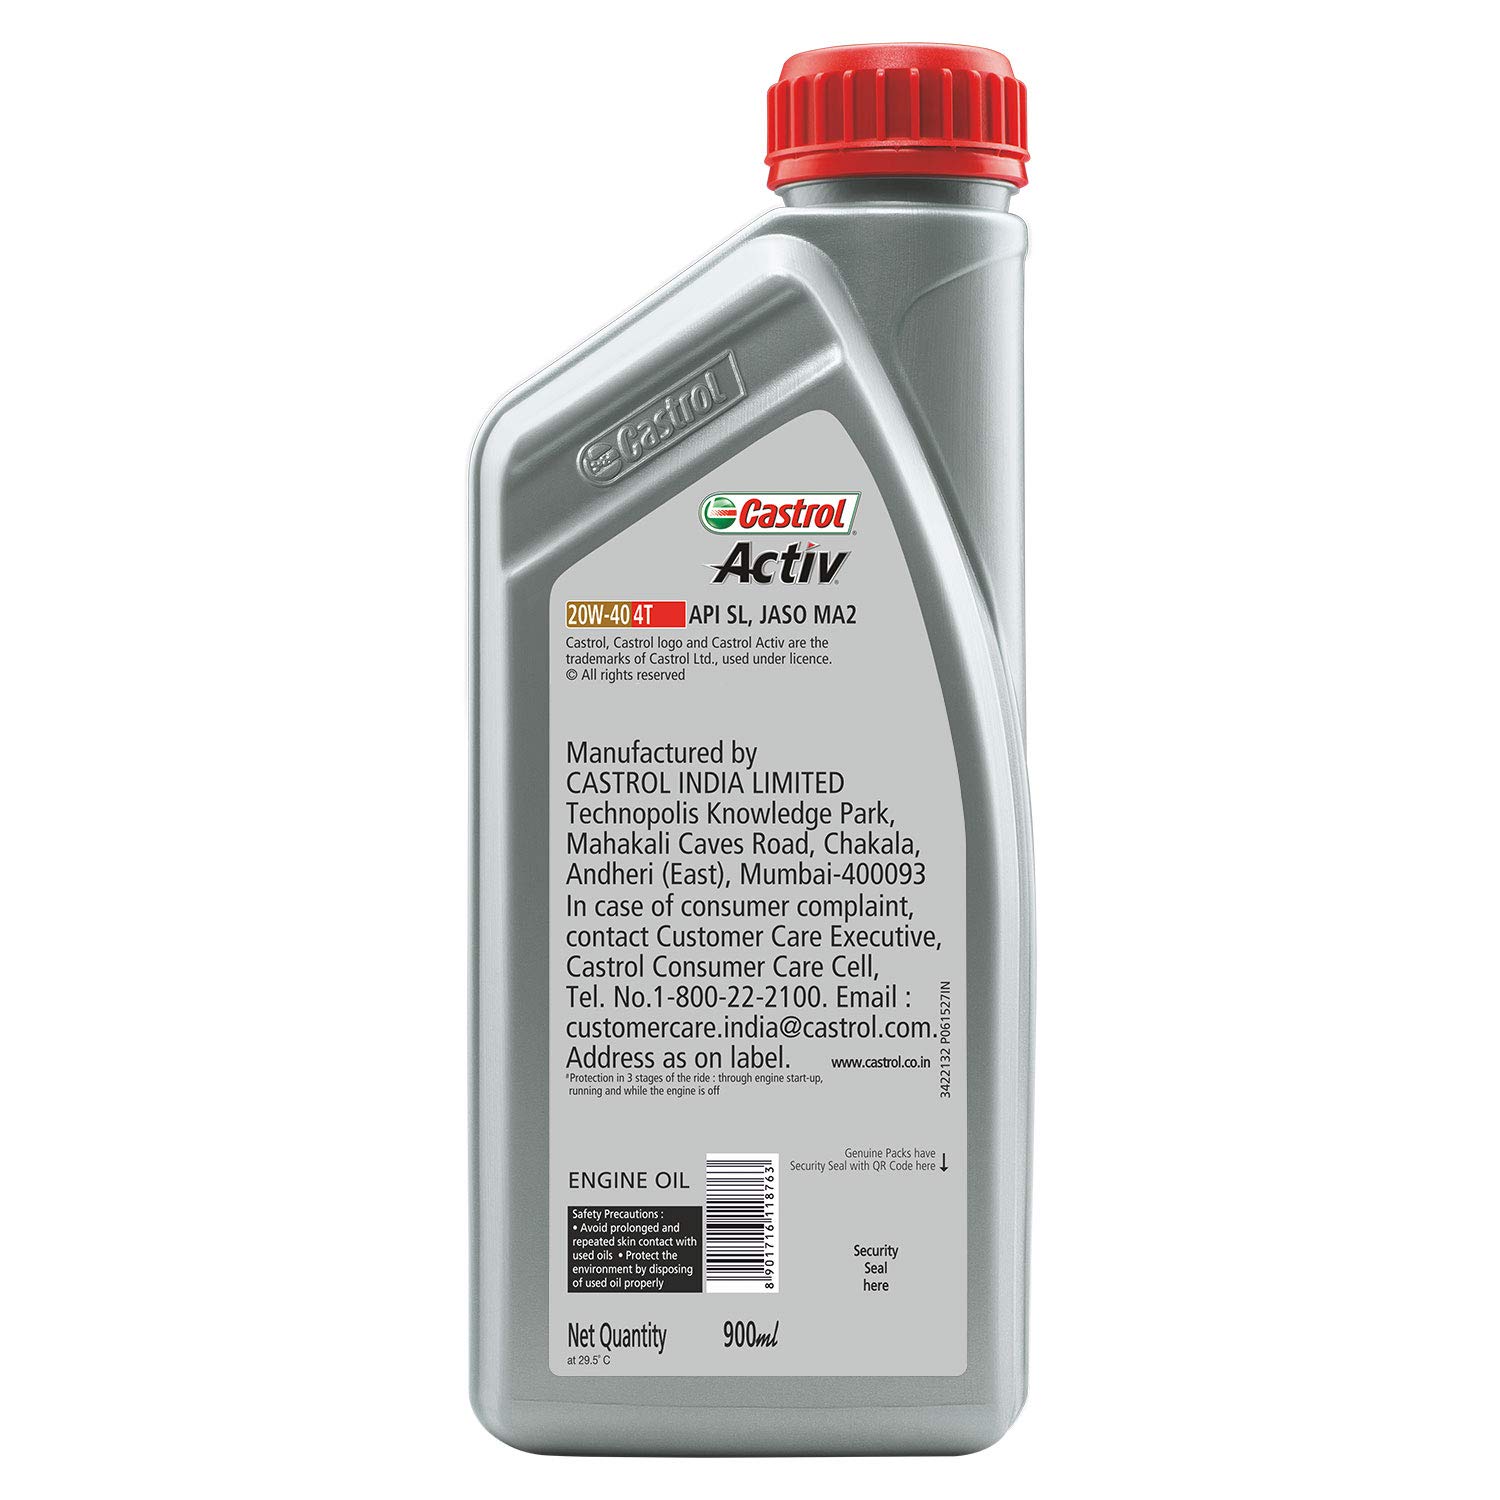 Castrol
Castrol
Activ
20W-40 4T API SL, JASO MA2
Castrol, Castrol logo and Castrol Activ are the
trademarks of Castrol Ltd., used under licence.
© All rights reserved
Manufactured by
CASTROL INDIA LIMITED
Technopolis Knowledge Park,
Mahakali Caves Road, Chakala,
Andheri (East), Mumbai-400093
In case of consumer complaint,
contact Customer Care Executive,
Castrol Consumer Care Cell,
Tel. No.1-800-22-2100. Email :
customercare.india@castrol.com.
Address as on label. www.castrol.co.in
#Protection in 3 stages of the ride : through engine start-up,
running and while the engine is off
3422132 P061527IN
Genuine Packs have
Security Seal with QR Code here ↓
ENGINE OIL
Safety Precautions :
• Avoid prolonged and
repeated skin contact with
used oils • Protect the
environment by disposing
of used oil properly
8 901716 118763
Security
Seal
here
Net Quantity 900ml
at 29.5° C